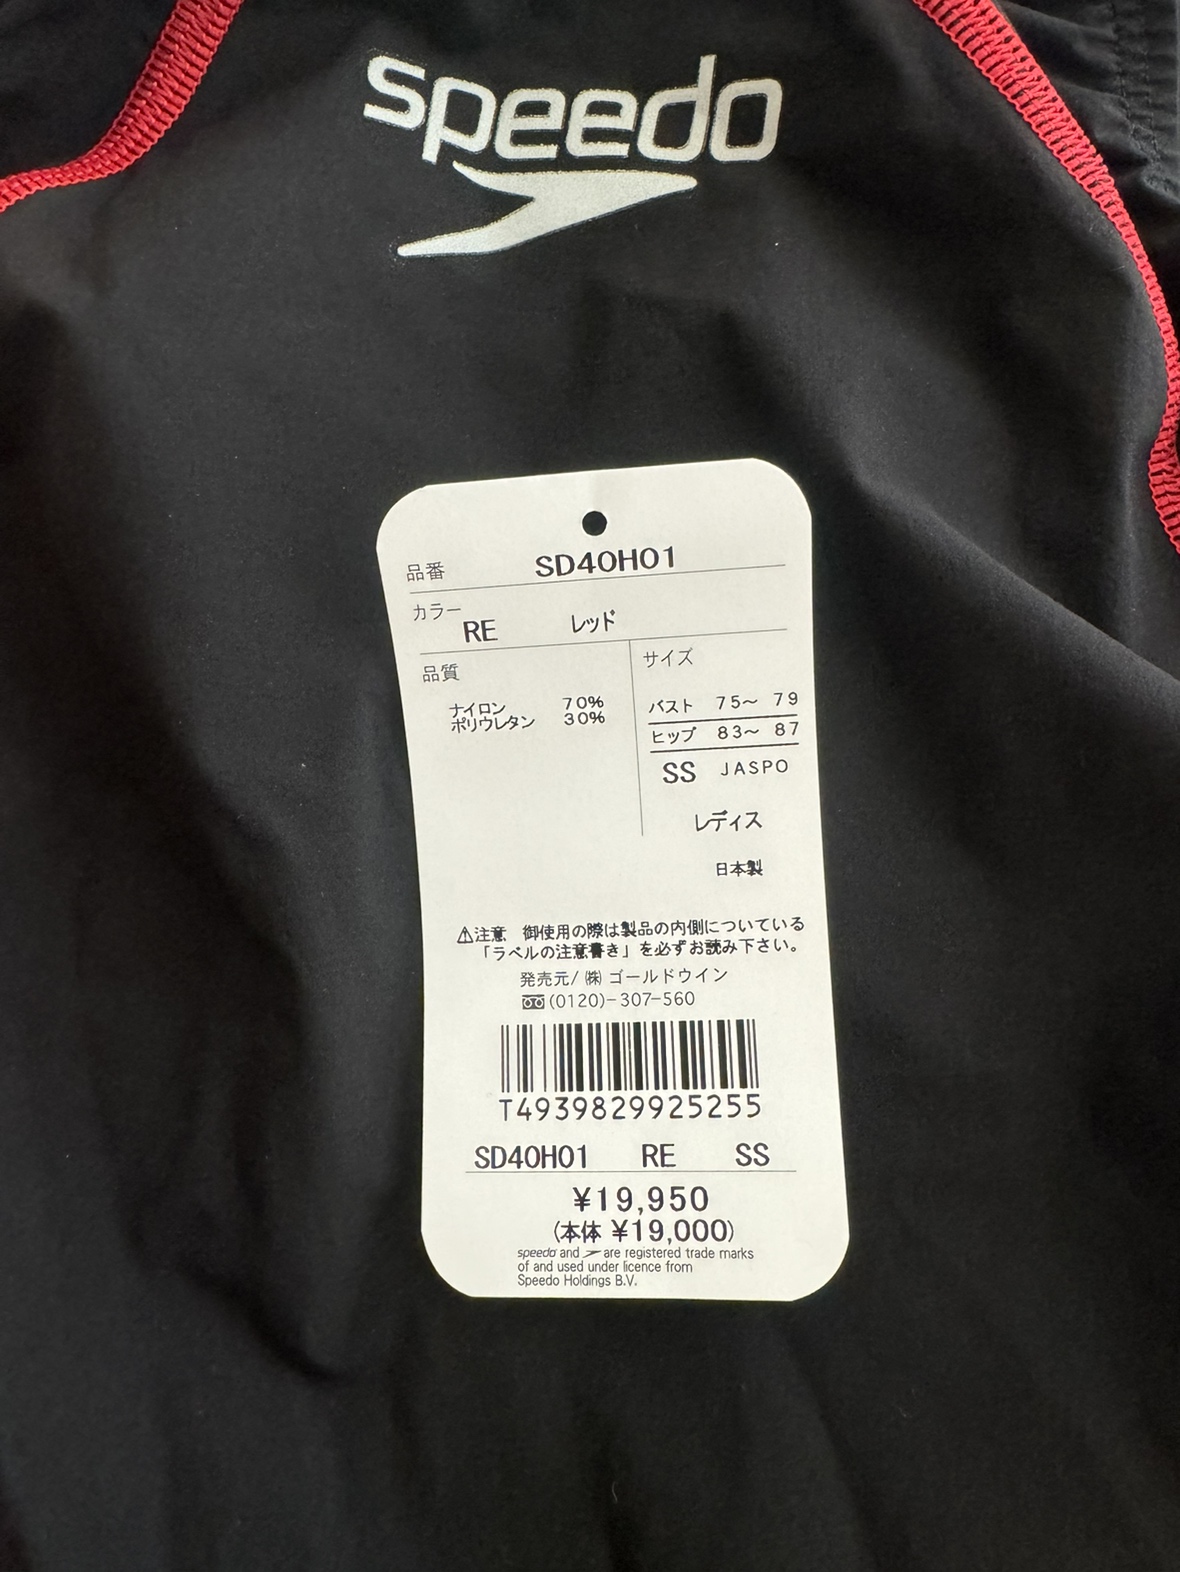 speedo
品番 SD40H01
カラー RE レッド
品質
ナイロン 70%
ポリウレタン 30%
サイズ
バスト 75～ 79
ヒップ 83～ 87
SS JASPO
レディス
日本製
⚠注意 御使用の際は製品の内側についている
「ラベルの注意書き」を必ずお読み下さい。
発売元/㈱ゴールドウイン
(0120)-307-560
T4939829925255
SD40H01 RE SS
¥19,950
(本体 ¥19,000)
speedo and are registered trade marks
of and used under licence from
Speedo Holdings B.V.